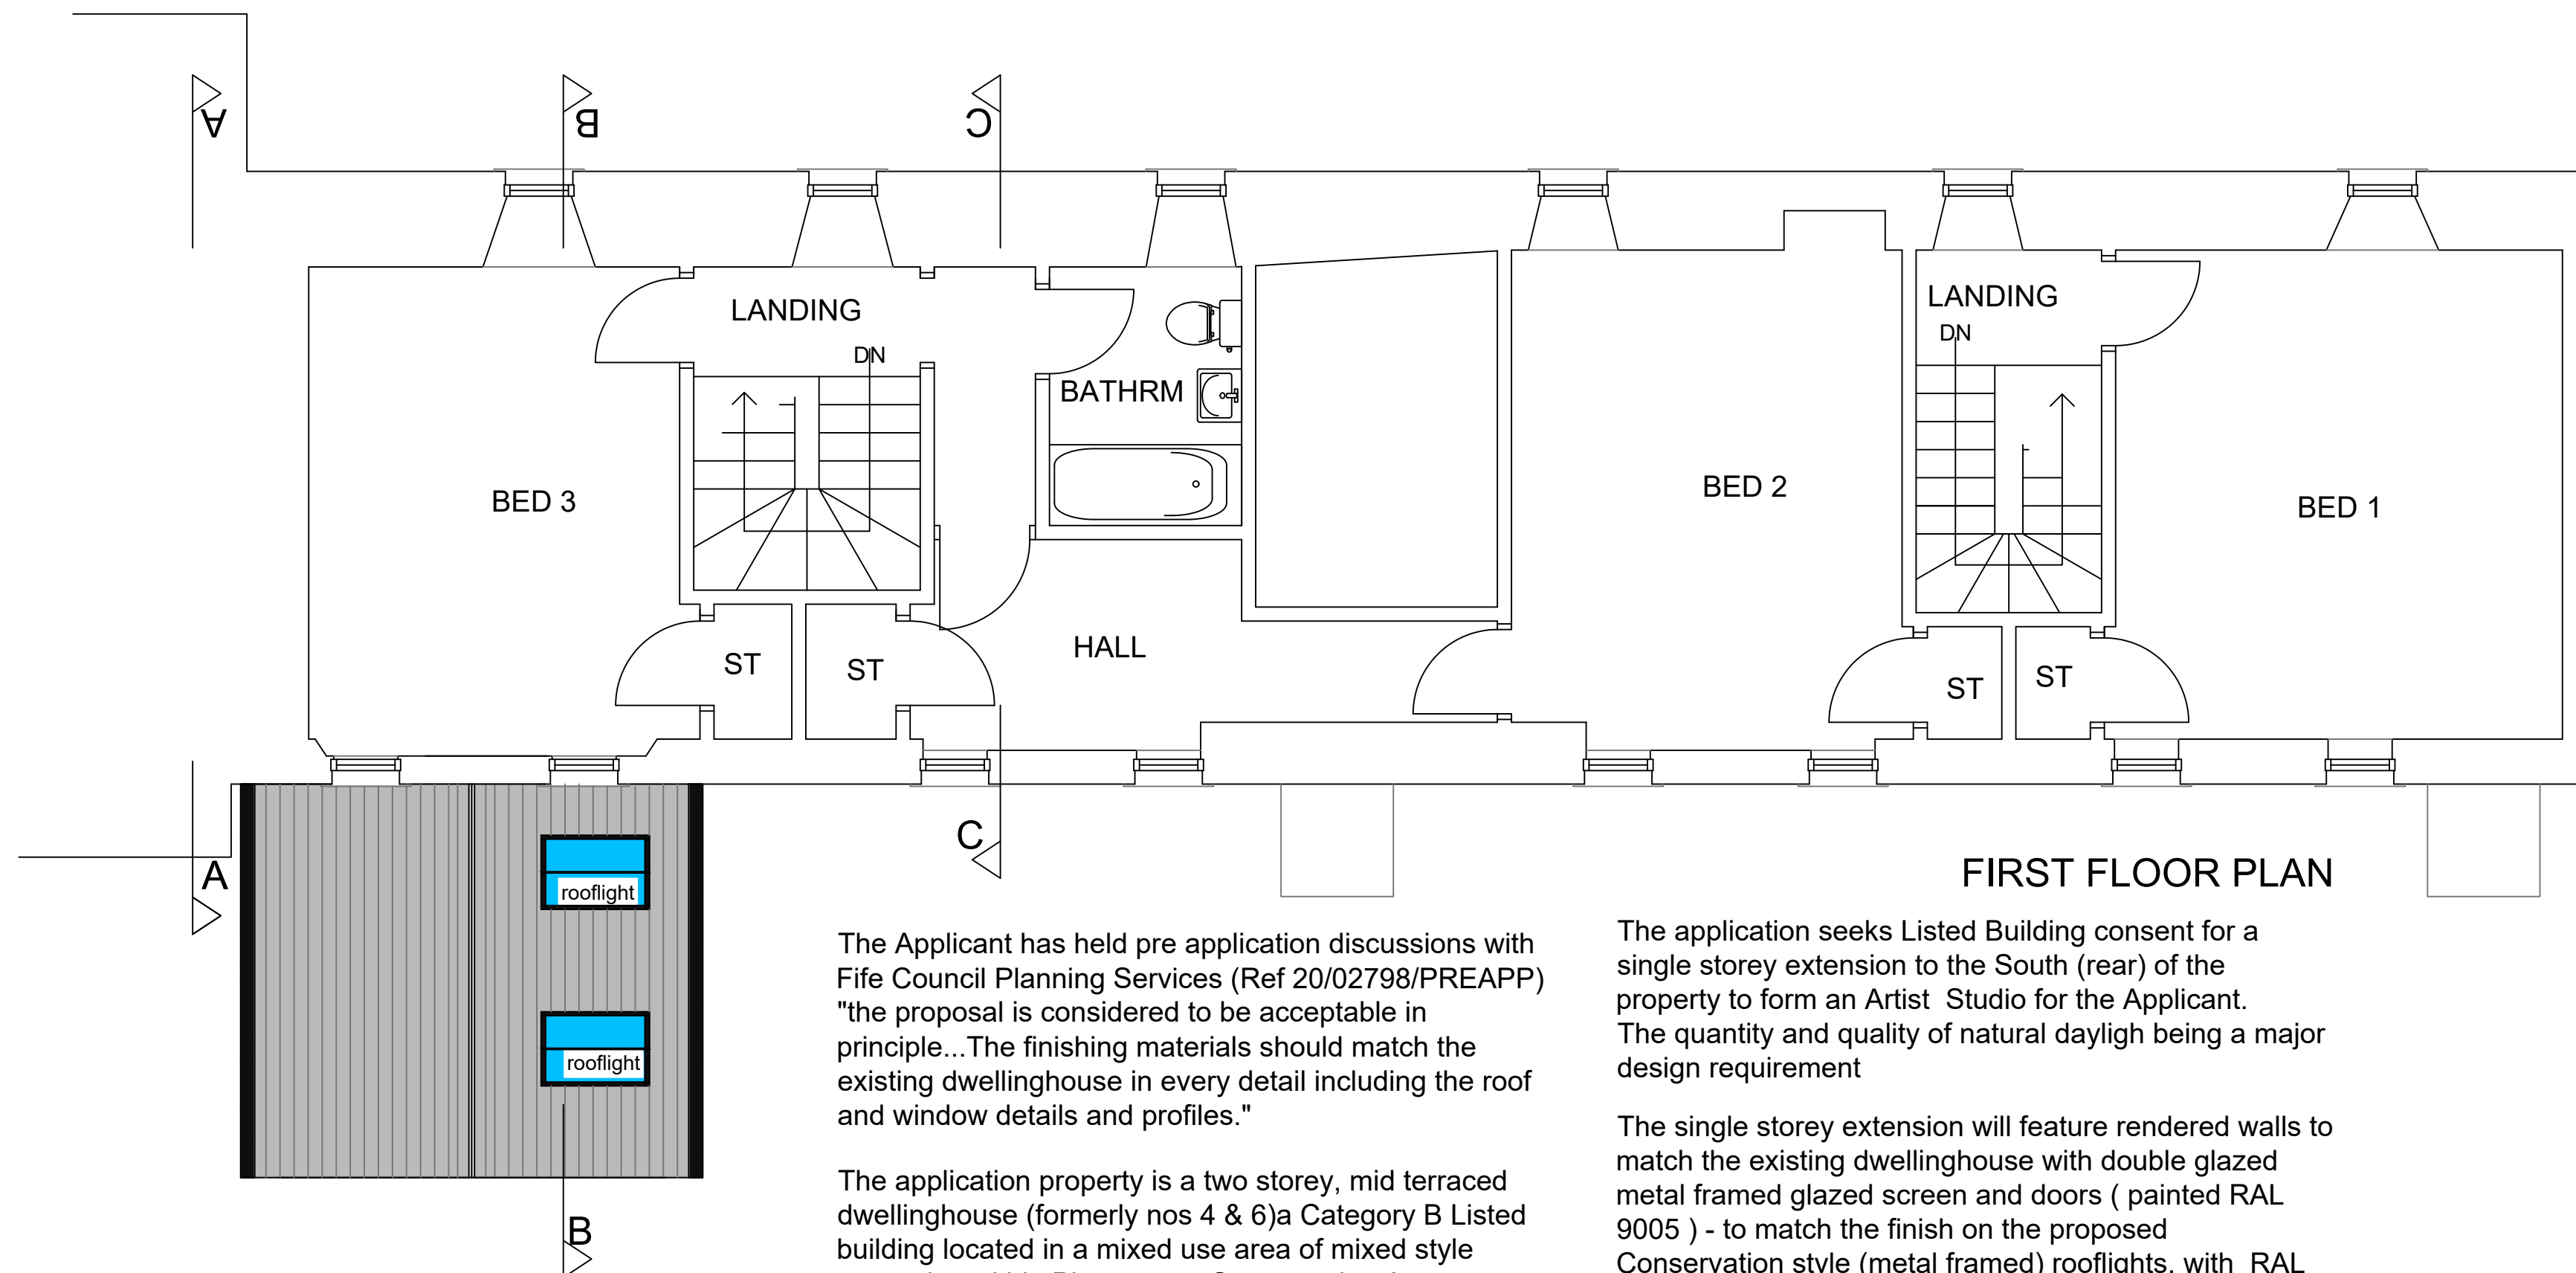 A
B
C
LANDING
DN
BATHRM
BED 3
ST
ST
HALL
BED 2
LANDING
DN
BED 1
ST
ST
A
C
B
rooflight
rooflight
FIRST FLOOR PLAN
The Applicant has held pre application discussions with
Fife Council Planning Services (Ref 20/02798/PREAPP)
"the proposal is considered to be acceptable in
principle...The finishing materials should match the
existing dwellinghouse in every detail including the roof
and window details and profiles."
The application property is a two storey, mid terraced
dwellinghouse (formerly nos 4 & 6)a Category B Listed
building located in a mixed use area of mixed style
The application seeks Listed Building consent for a
single storey extension to the South (rear) of the
property to form an Artist  Studio for the Applicant.
The quantity and quality of natural dayligh being a major
design requirement
The single storey extension will feature rendered walls to
match the existing dwellinghouse with double glazed
metal framed glazed screen and doors ( painted RAL
9005 ) - to match the finish on the proposed
Conservation style (metal framed) rooflights, with  RAL